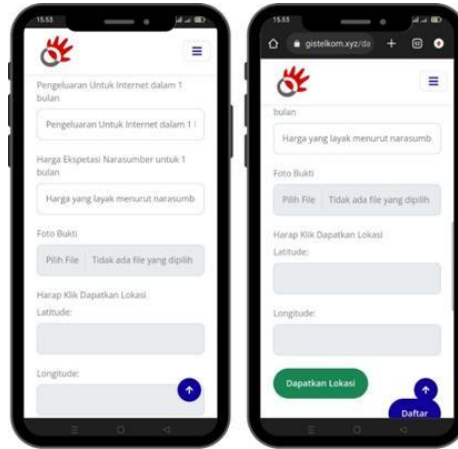 15.53
Pengeluaran Untuk Internet dalam 1
bulan
Pengeluaran Untuk Internet dalam 1
Harga Ekspetasi Narasumber untuk 1
bulan
Harga yang layak menurut narasumb
Foto Bukti
Pilih File Tidak ada file yang dipilih
Harap Klik Dapatkan Lokasi
Latitude:
Longitude:
15.53
gistelkom.xyz/da
bulan
Harga yang layak menurut narasumb
Foto Bukti
Pilih File Tidak ada file yang dipilih
Harap Klik Dapatkan Lokasi
Latitude:
Longitude:
Dapatkan Lokasi
Daftar